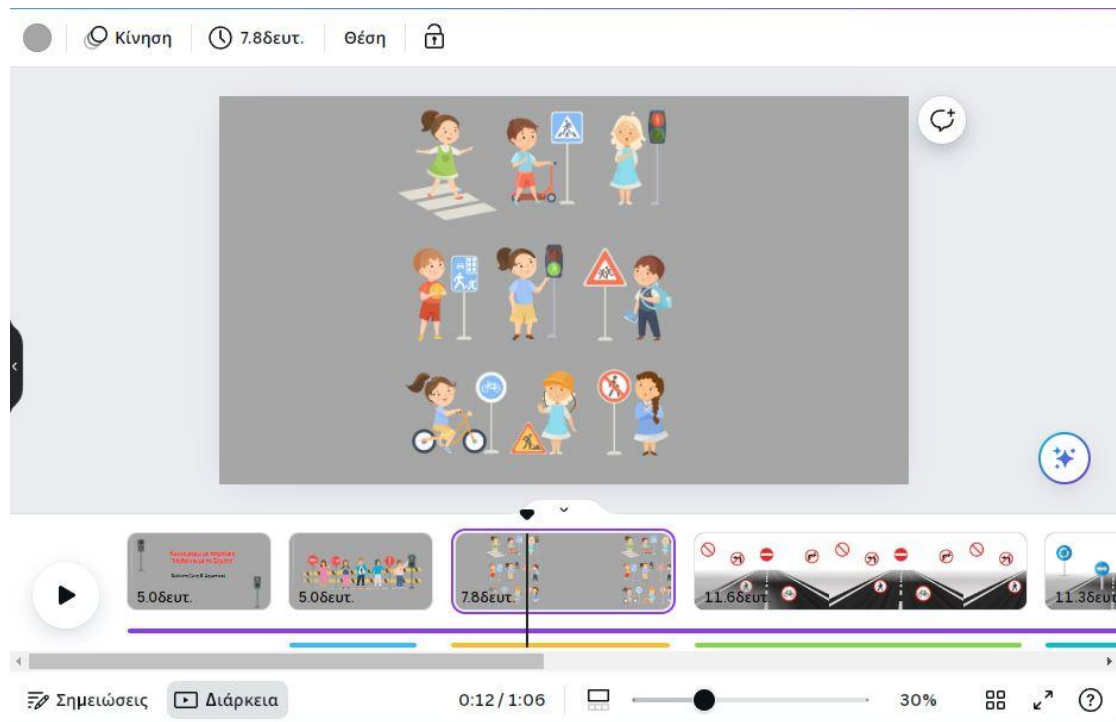 Κίνηση
7.8δευτ.
Θέση
5.0δευτ.
5.0δευτ.
7.8δευτ.
11.6δευτ.
11.3δευτ
Σημειώσεις
Διάρκεια
0:12 / 1:06
30%